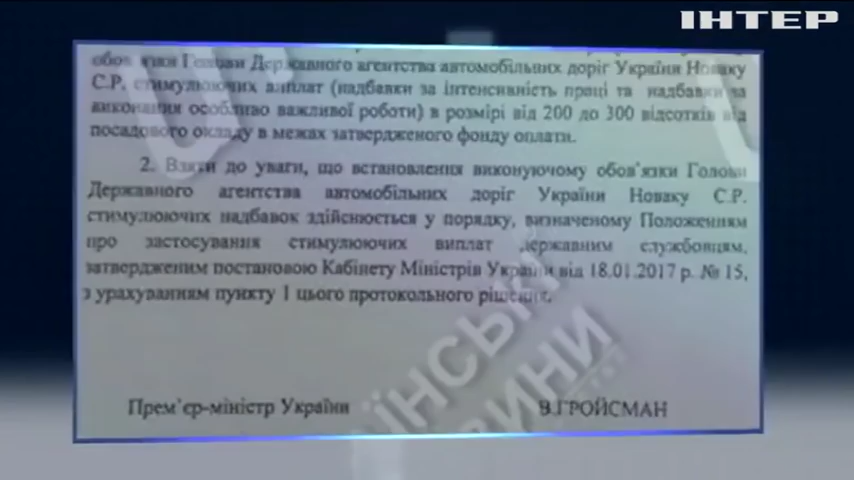 ІНТЕР
обов'язки Голови Державного агентства автомобільних доріг України Новаку
С.Р. стимулюючих виплат (надбавки за інтенсивність праці та надбавки за
виконання особливо важливої роботи) в розмірі від 200 до 300 відсотків від
посадового окладу в межах затвердженого фонду оплати.
2. Взяти до уваги, що встановлення виконуючому обов'язки Голови
Державного агентства автомобільних доріг України Новаку С.Р.
стимулюючих надбавок здійснюється у порядку, визначеному Положенням
про застосування стимулюючих виплат державним службовцям,
затвердженим постановою Кабінету Міністрів України від 18.01.2017 р. № 15,
з урахуванням пункту 1 цього протокольного рішення.
Прем'єр-міністр України В.ГРОЙСМАН